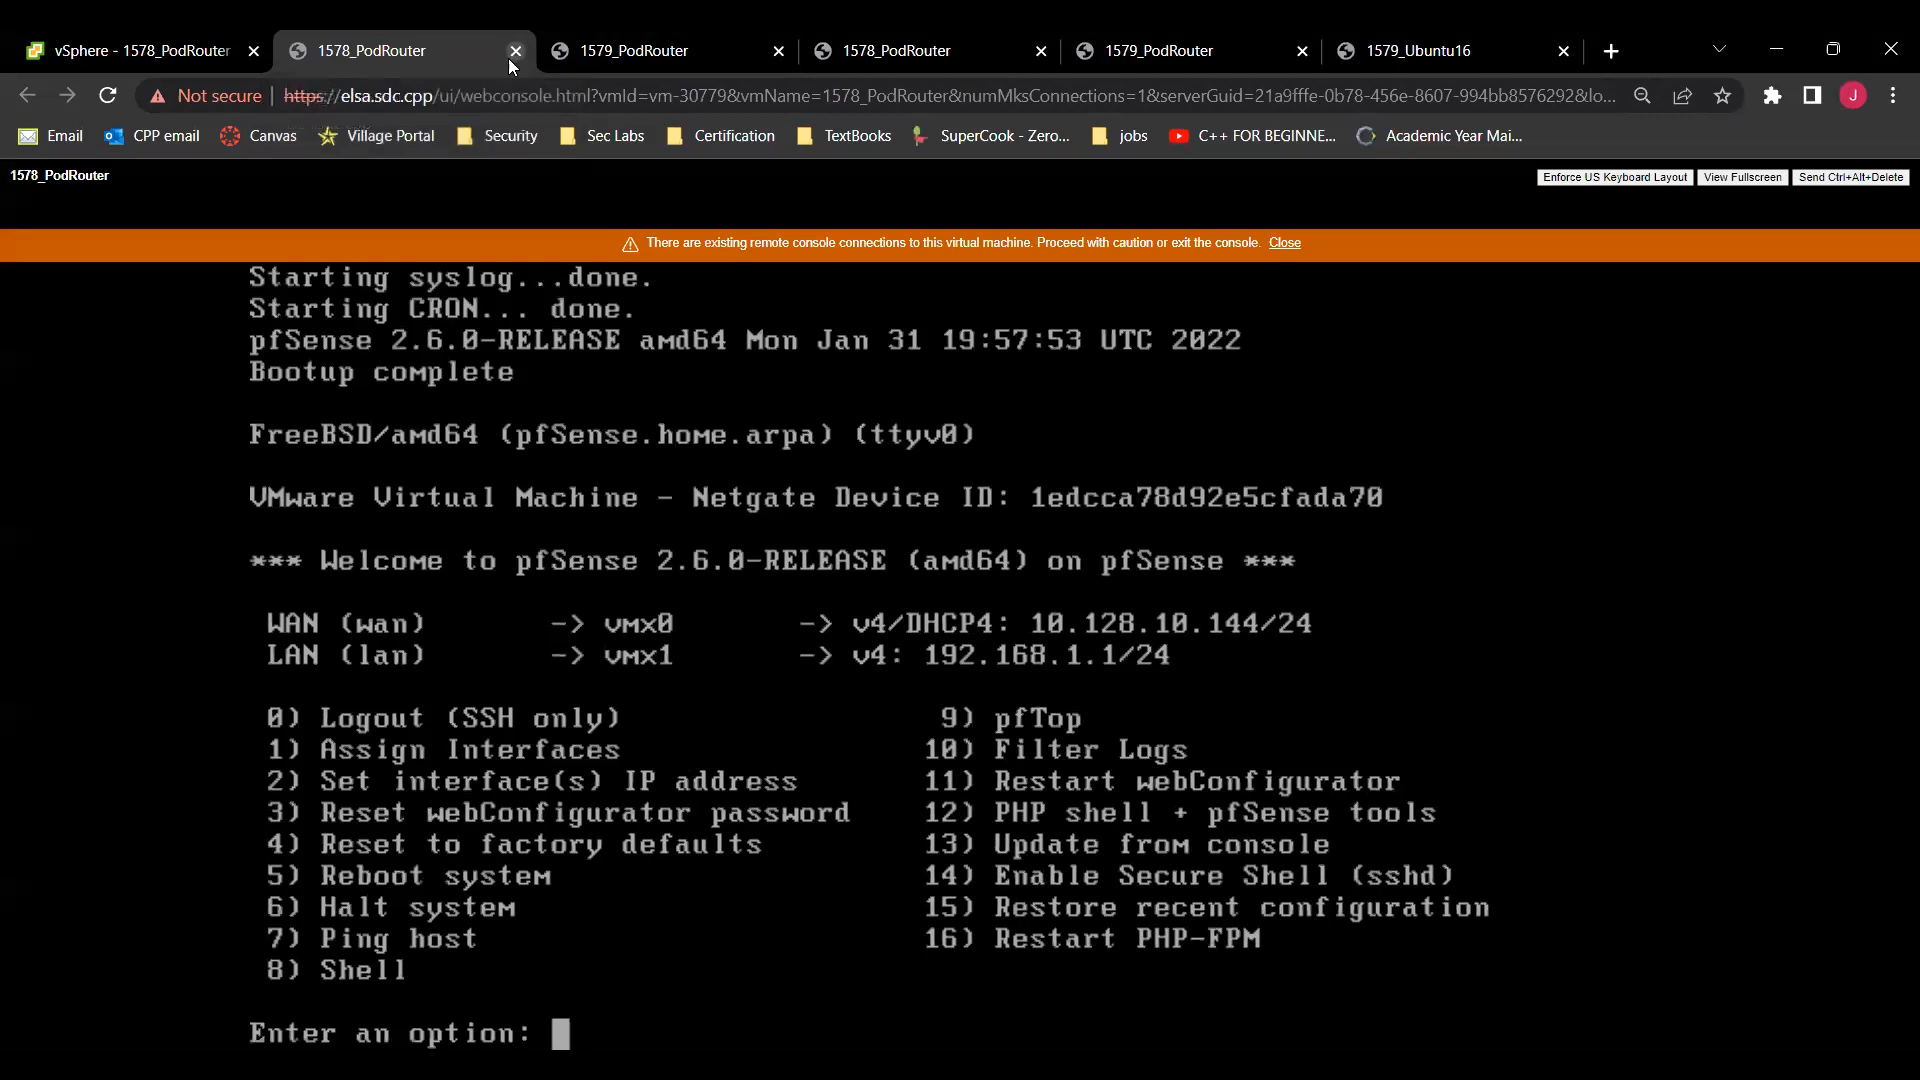 vSphere - 1578_PodRouter
1578_PodRouter
1579_PodRouter
1578_PodRouter
1579_PodRouter
1579_Ubuntu16
Not secure
https://elsa.sdc.cpp/ui/webconsole.html?vmId=vm-30779&vmName=1578_PodRouter&numMksConnections=1&serverGuid=21a9fffe-0b78-456e-8607-994bb8576292&lo...
J
Email
CPP email
Canvas
Village Portal
Security
Sec Labs
Certification
TextBooks
SuperCook - Zero...
jobs
C++ FOR BEGINNE...
Academic Year Mai...
1578_PodRouter
Enforce US Keyboard Layout
View Fullscreen
Send Ctrl+Alt+Delete
There are existing remote console connections to this virtual machine. Proceed with caution or exit the console. Close
Starting syslog...done.
Starting CRON... done.
pfSense 2.6.0-RELEASE amd64 Mon Jan 31 19:57:53 UTC 2022
Bootup complete
FreeBSD/amd64 (pfSense.home.arpa) (ttyv0)
VMware Virtual Machine - Netgate Device ID: 1edcca78d92e5cfada70
*** Welcome to pfSense 2.6.0-RELEASE (amd64) on pfSense ***
WAN (wan) -> vmx0 -> v4/DHCP4: 10.128.10.144/24
LAN (lan) -> vmx1 -> v4: 192.168.1.1/24
0) Logout (SSH only) 9) pfTop
1) Assign Interfaces 10) Filter Logs
2) Set interface(s) IP address 11) Restart webConfigurator
3) Reset webConfigurator password 12) PHP shell + pfSense tools
4) Reset to factory defaults 13) Update from console
5) Reboot system 14) Enable Secure Shell (sshd)
6) Halt system 15) Restore recent configuration
7) Ping host 16) Restart PHP-FPM
8) Shell
Enter an option: